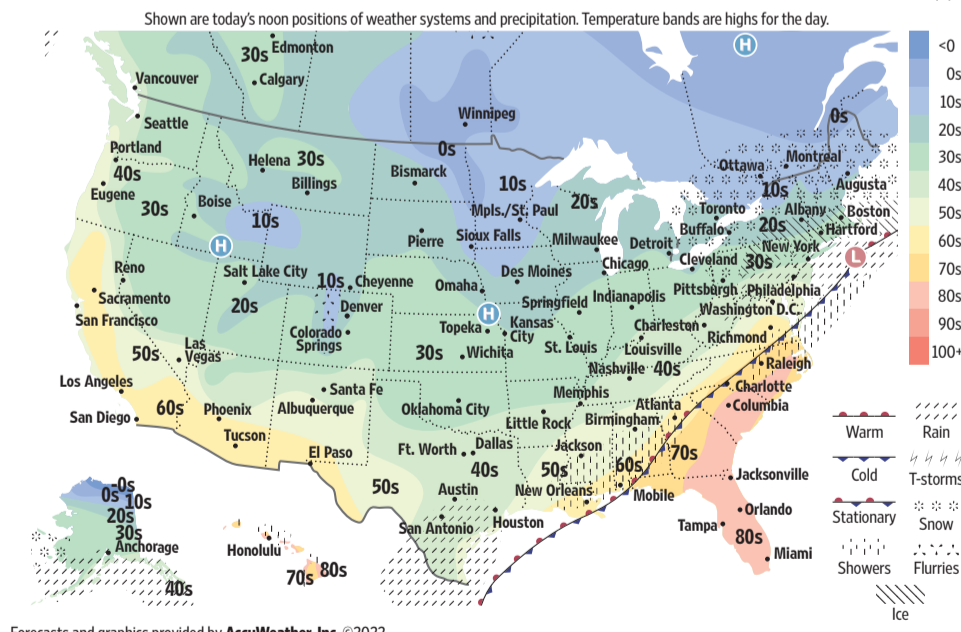 Shown are today's noon positions of weather systems and precipitation. Temperature bands are highs for the day.
H
<0
Edmonton
30s
0s
Vancouver
Calgary
10s
Winnipeg
0s
20s
Seattle
Portland
0s
Montreal
30s
Helena
30s
Ottawa
40s
40s
Bismarck
10s
10s
Augusta
Eugene
Billings
30s
Boise
20s
Toronto
Albany
Boston
50s
10s
Mpls./St. Paul
20s
Buffalo
Hartford
60s
Pierre
Sioux Falls
Milwaukee
Detroit
New York
H
Cleveland
30s
L
70s
Reno
Salt Lake City
Cheyenne
Des Moines
Chicago
10s
Omaha
Pittsburgh
Philadelphia
80s
Sacramento
20s
Denver
Springfield
Indianapolis
Washington D.C.
San Francisco
H
90s
Colorado
Springs
Topeka
Kansas
City
Charleston
Richmond
50s
Las
Vegas
30s
Wichita
St. Louis
Louisville
100+
Nashville
40s
Raleigh
Los Angeles
Santa Fe
Memphis
Charlotte
60s
Phoenix
Albuquerque
Oklahoma City
Atlanta
Columbia
San Diego
Little Rock
Birmingham
Warm
Rain
Tucson
El Paso
Ft. Worth
Dallas
Jackson
70s
40s
50s
60s
Cold
T-storms
-0s
Jacksonville
0s
10s
50s
Austin
New Orleans
Mobile
20s
Orlando
Stationary
Snow
30s
San Antonio
Houston
Tampa
80s
Anchorage
Honolulu
Miami
Showers
Flurries
40s
70s
80s
Ice
Forecasts and graphics provided by AccuWeather, Inc. ©2022